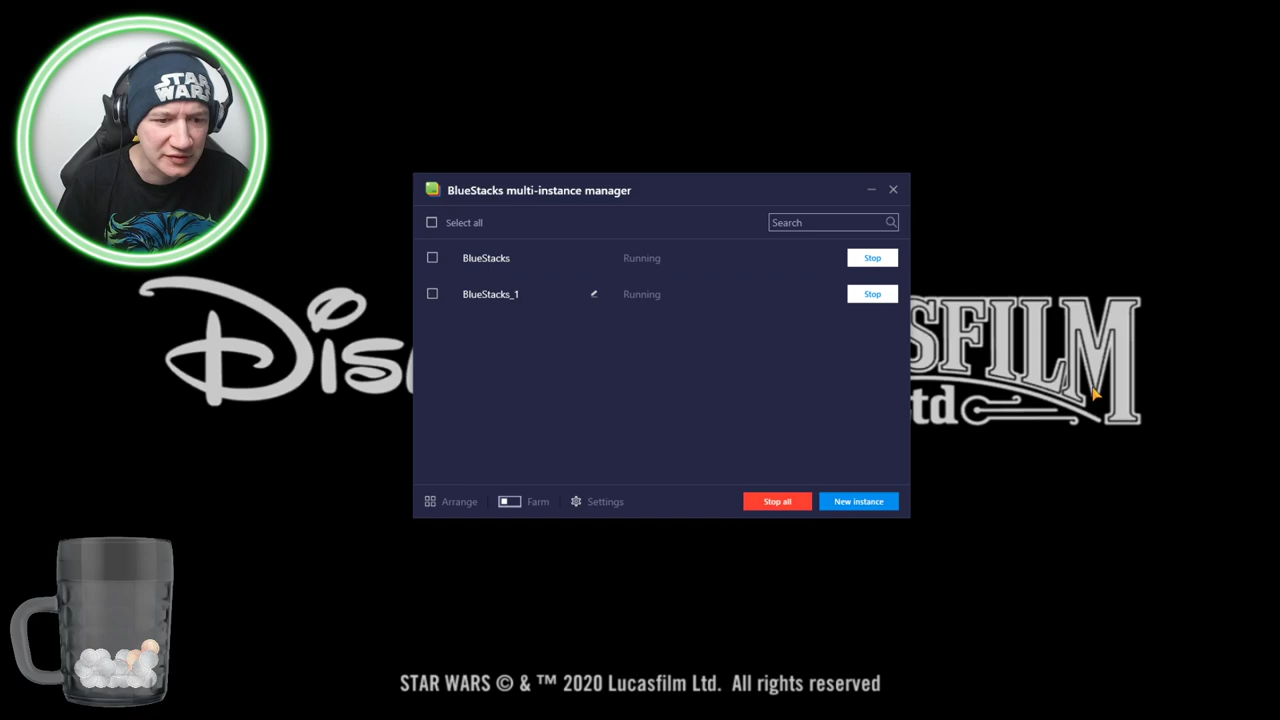 STAR
WARS
BlueStacks multi-instance manager
Select all
Search
BlueStacks
Running
Stop
BlueStacks_1
Running
Stop
Arrange
Farm
Settings
Stop all
New instance
STAR WARS © & ™ 2020 Lucasfilm Ltd. All rights reserved